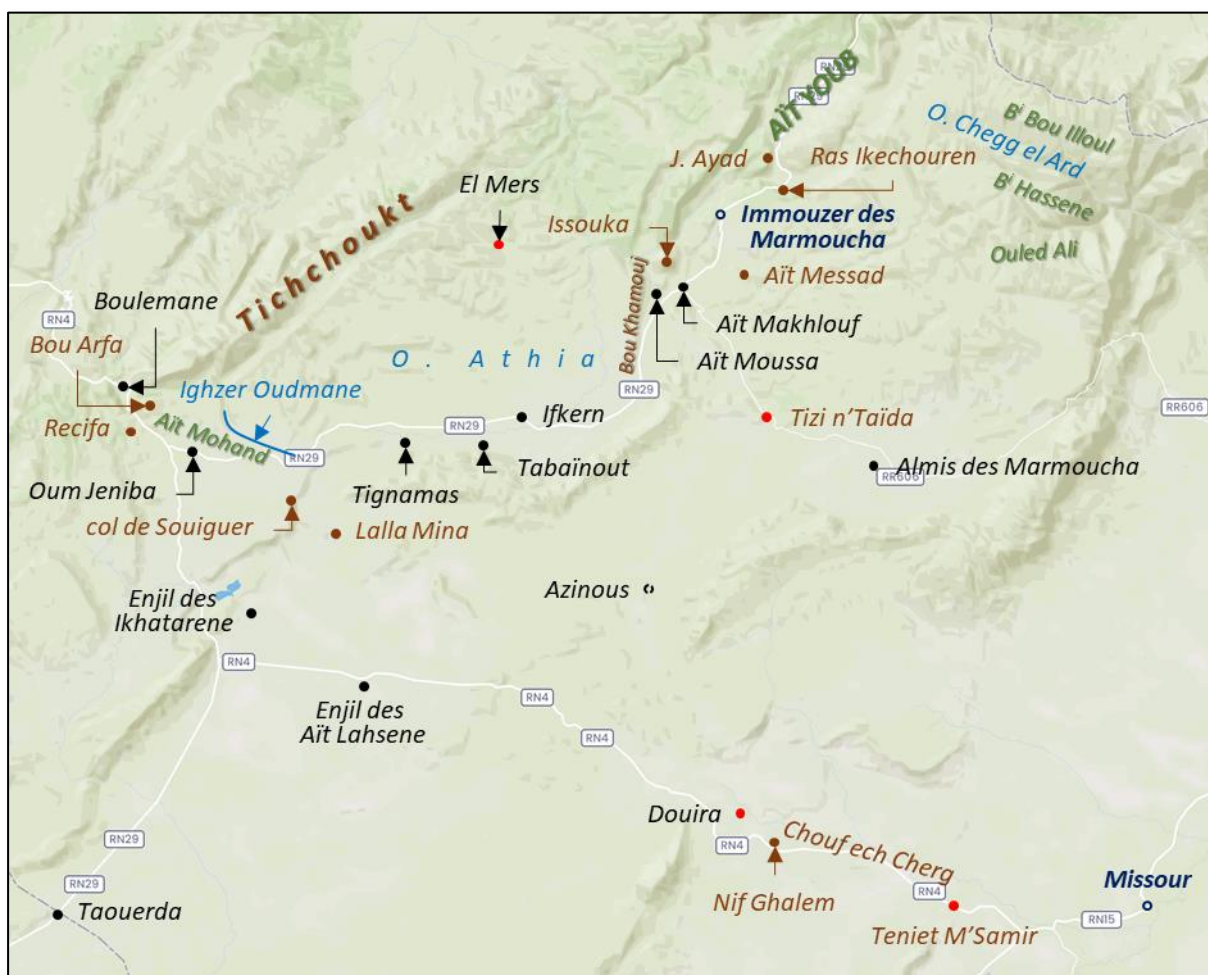 AÏT YOUB
Bⁱ Bou Illoul
O. Chegg el Ard
J. Ayad
Ras Ikechouren
El Mers
Bⁱ Hassene
Issouka
Immouzer des
Marmoucha
Tichchoukt
Ouled Ali
Aït Messad
Boulemane
RN4
Bou Khamouj
Aït Makhlouf
Bou Arfa
O. Athia
Aït Moussa
Ighzer Oudmane
RN29
Recifa
Aït Mohand
Ifkern
Tizi n'Taïda
RR606
RN29
RN29
Tabaïnout
Almis des Marmoucha
RR606
Oum Jeniba
Tignamas
col de Souiguer
Lalla Mina
Azinous
Enjil des
Ikhatarene
RN4
Enjil des
Aït Lahsene
RN4
RN4
Douira
RN29
RN4
Chouf ech Cherg
RN29
RN4
Missour
Nif Ghalem
Taouerda
RN15
Teniet M'Samir